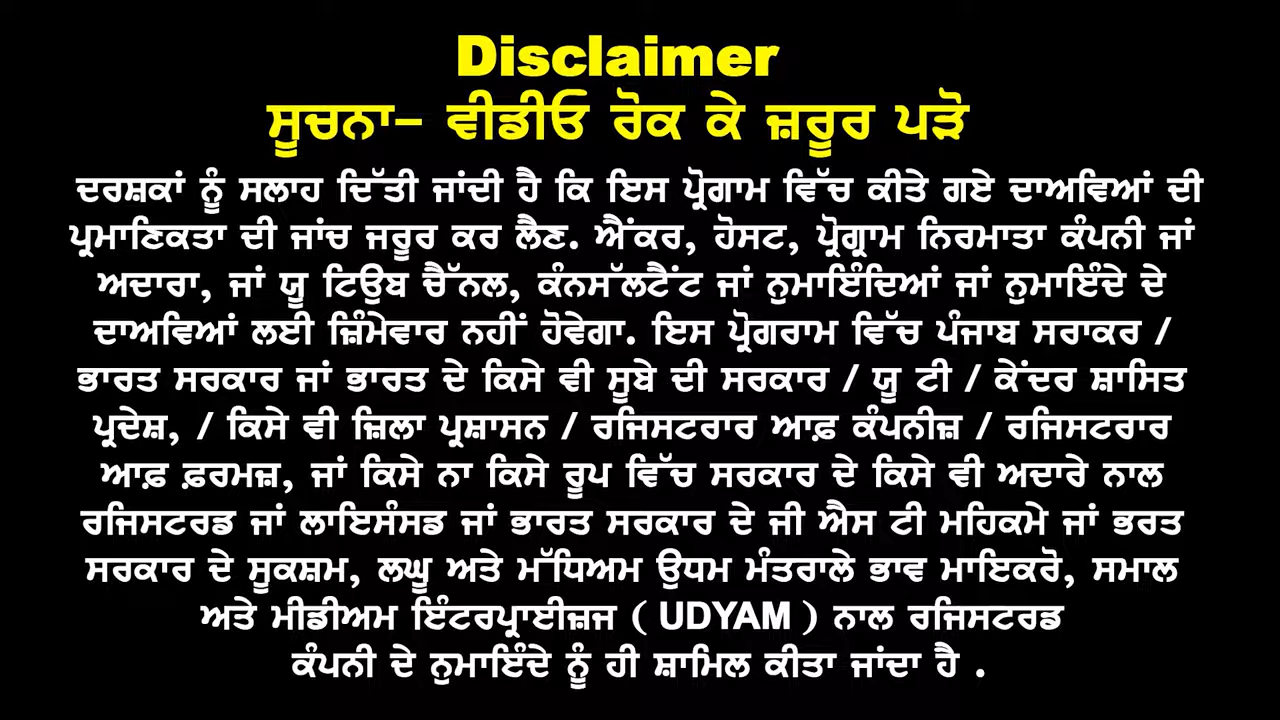 Disclaimer
ਸੂਚਨਾ- ਵੀਡੀਓ ਰੋਕ ਕੇ ਜ਼ਰੂਰ ਪੜੋ
ਦਰਸ਼ਕਾਂ ਨੂੰ ਸਲਾਹ ਦਿੱਤੀ ਜਾਂਦੀ ਹੈ ਕਿ ਇਸ ਪ੍ਰੋਗਾਮ ਵਿੱਚ ਕੀਤੇ ਗਏ ਦਾਅਵਿਆਂ ਦੀ
ਪ੍ਰਮਾਣਿਕਤਾ ਦੀ ਜਾਂਚ ਜਰੂਰ ਕਰ ਲੈਣ. ਐਂਕਰ, ਹੋਸਟ, ਪ੍ਰੋਗ੍ਰਾਮ ਨਿਰਮਾਤਾ ਕੰਪਨੀ ਜਾਂ
ਅਦਾਰਾ, ਜਾਂ ਯੂ ਟਿਊਬ ਚੈੱਨਲ, ਕੰਨਸੱਲਟੈਂਟ ਜਾਂ ਨੁਮਾਇੰਦਿਆਂ ਜਾਂ ਨੁਮਾਇੰਦੇ ਦੇ
ਦਾਅਵਿਆਂ ਲਈ ਜ਼ਿੰਮੇਵਾਰ ਨਹੀਂ ਹੋਵੇਗਾ. ਇਸ ਪ੍ਰੋਗਰਾਮ ਵਿੱਚ ਪੰਜਾਬ ਸਰਾਕਰ /
ਭਾਰਤ ਸਰਕਾਰ ਜਾਂ ਭਾਰਤ ਦੇ ਕਿਸੇ ਵੀ ਸੂਬੇ ਦੀ ਸਰਕਾਰ / ਯੂ ਟੀ / ਕੇਂਦਰ ਸ਼ਾਸਿਤ
ਪ੍ਰਦੇਸ਼, / ਕਿਸੇ ਵੀ ਜ਼ਿਲਾ ਪ੍ਰਸ਼ਾਸਨ / ਰਜਿਸਟਰਾਰ ਆਫ਼ ਕੰਪਨੀਜ਼ / ਰਜਿਸਟਰਾਰ
ਆਫ਼ ਫ਼ਰਮਜ਼, ਜਾਂ ਕਿਸੇ ਨਾ ਕਿਸੇ ਰੂਪ ਵਿੱਚ ਸਰਕਾਰ ਦੇ ਕਿਸੇ ਵੀ ਅਦਾਰੇ ਨਾਲ
ਰਜਿਸਟਰਡ ਜਾਂ ਲਾਇਸੰਸਡ ਜਾਂ ਭਾਰਤ ਸਰਕਾਰ ਦੇ ਜੀ ਐਸ ਟੀ ਮਹਿਕਮੇ ਜਾਂ ਭਰਤ
ਸਰਕਾਰ ਦੇ ਸੂਕਸ਼ਮ, ਲਘੂ ਅਤੇ ਮੱਧਿਅਮ ਉਧਮ ਮੰਤਰਾਲੇ ਭਾਵ ਮਾਇਕਰੋ, ਸਮਾਲ
ਅਤੇ ਮੀਡੀਅਮ ਇੰਟਰਪ੍ਰਾਈਜ਼ਜ ( UDYAM ) ਨਾਲ ਰਜਿਸਟਰਡ
ਕੰਪਨੀ ਦੇ ਨੁਮਾਇੰਦੇ ਨੂੰ ਹੀ ਸ਼ਾਮਿਲ ਕੀਤਾ ਜਾਂਦਾ ਹੈ .